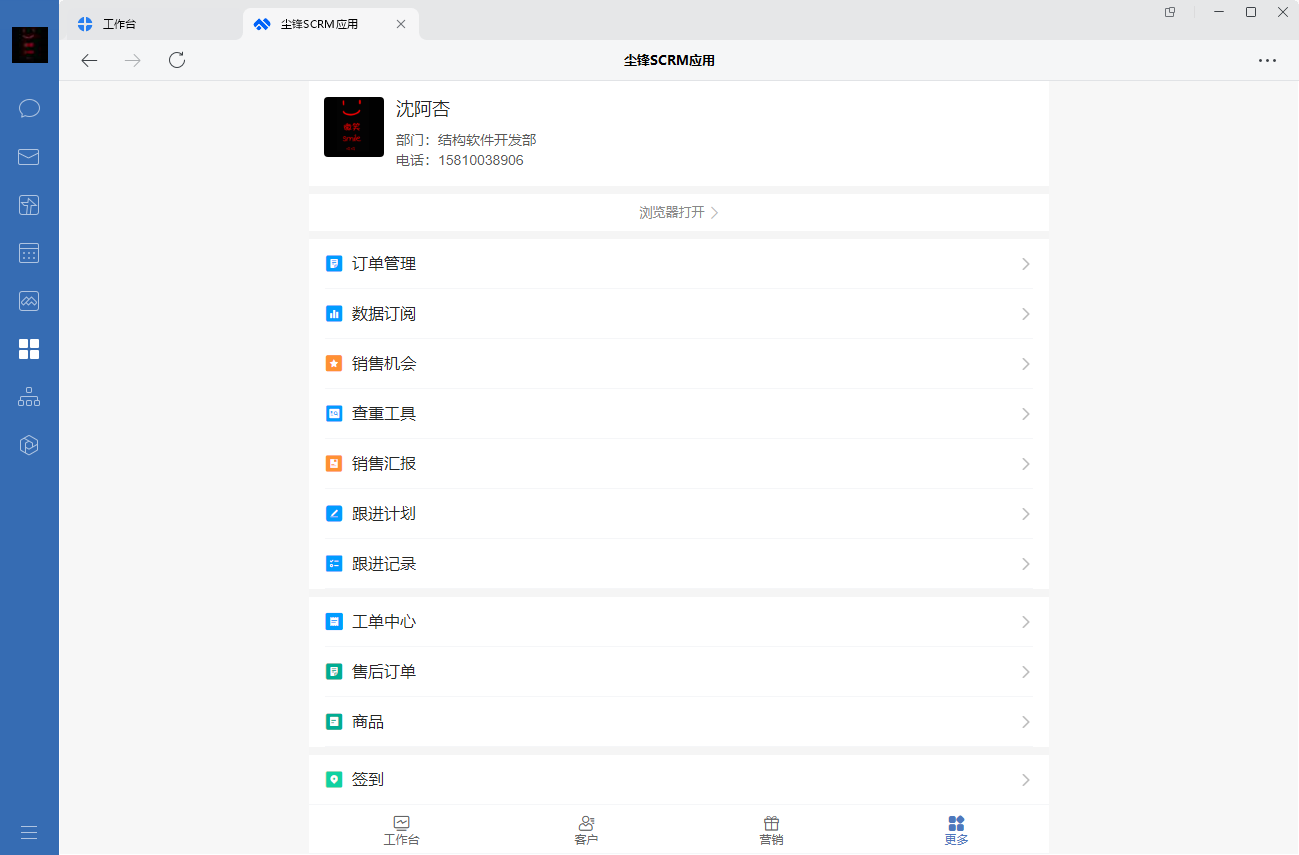 工作台
尘锋SCRM应用
尘锋SCRM应用
沈阿杏
部门：结构软件开发部
电话：15810038906
浏览器打开
订单管理
数据订阅
销售机会
查重工具
销售汇报
跟进计划
跟进记录
工单中心
售后订单
商品
签到
工作台
客户
营销
更多